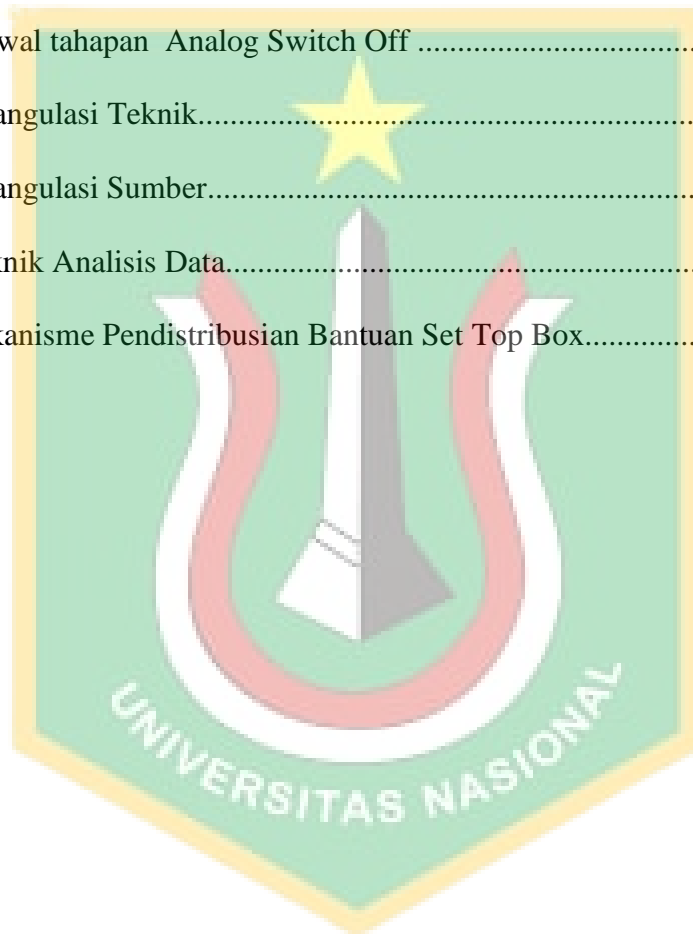 wal tahapan  Analog Switch Off ..................................
angulasi Teknik...............................................................
angulasi Sumber..............................................................
nik Analisis Data............................................................
kanisme Pendistribusian Bantuan Set Top Box..............
UNIVERSITAS NASIONAL